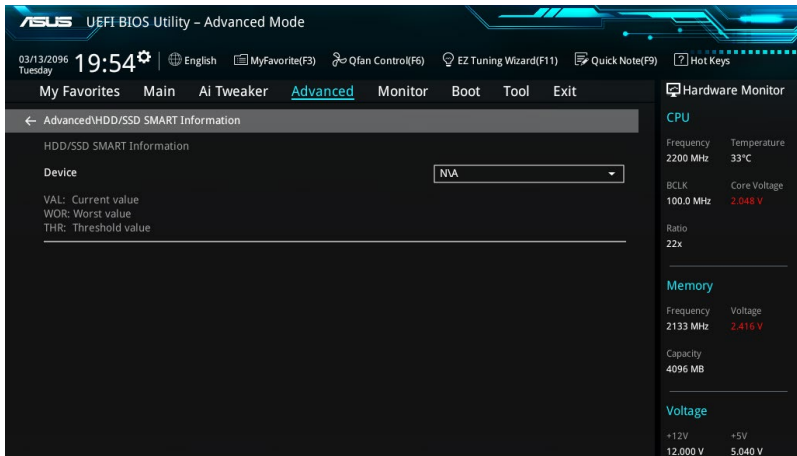 ASUS UEFI BIOS Utility – Advanced Mode
03/13/2096 Tuesday 19:54 English MyFavorite(F3) Qfan Control(F6) EZ Tuning Wizard(F11) Quick Note(F9) ? Hot Keys
My Favorites Main Ai Tweaker Advanced Monitor Boot Tool Exit
← Advanced\HDD/SSD SMART Information
HDD/SSD SMART Information
Device N\A
VAL: Current value
WOR: Worst value
THR: Threshold value
Hardware Monitor
CPU
Frequency Temperature
2200 MHz 33°C
BCLK Core Voltage
100.0 MHz 2.048 V
Ratio
22x
Memory
Frequency Voltage
2133 MHz 2.416 V
Capacity
4096 MB
Voltage
+12V +5V
12.000 V 5.040 V